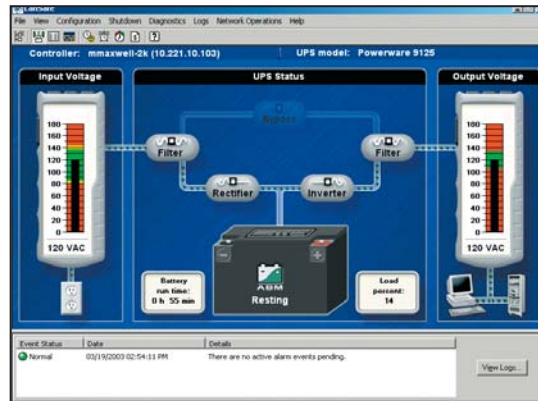 LanSafe
File View Configuration Shutdown Diagnostics Logs Network Operations Help
Controller: mmaxwell-2k (10.221.10.103)
UPS model: Powerware 9125
Input Voltage
UPS Status
Output Voltage
Bypass
180
160
140
120
100
80
60
40
20
0
120 VAC
Filter
Filter
Rectifier
Inverter
180
160
140
120
100
80
60
40
20
0
120 VAC
Battery
run time:
0 h 55 min
ABM
Resting
Load
percent:
14
Event Status Date Details
Normal 03/19/2003 02:54:11 PM There are no active alarm events pending.
View Logs...